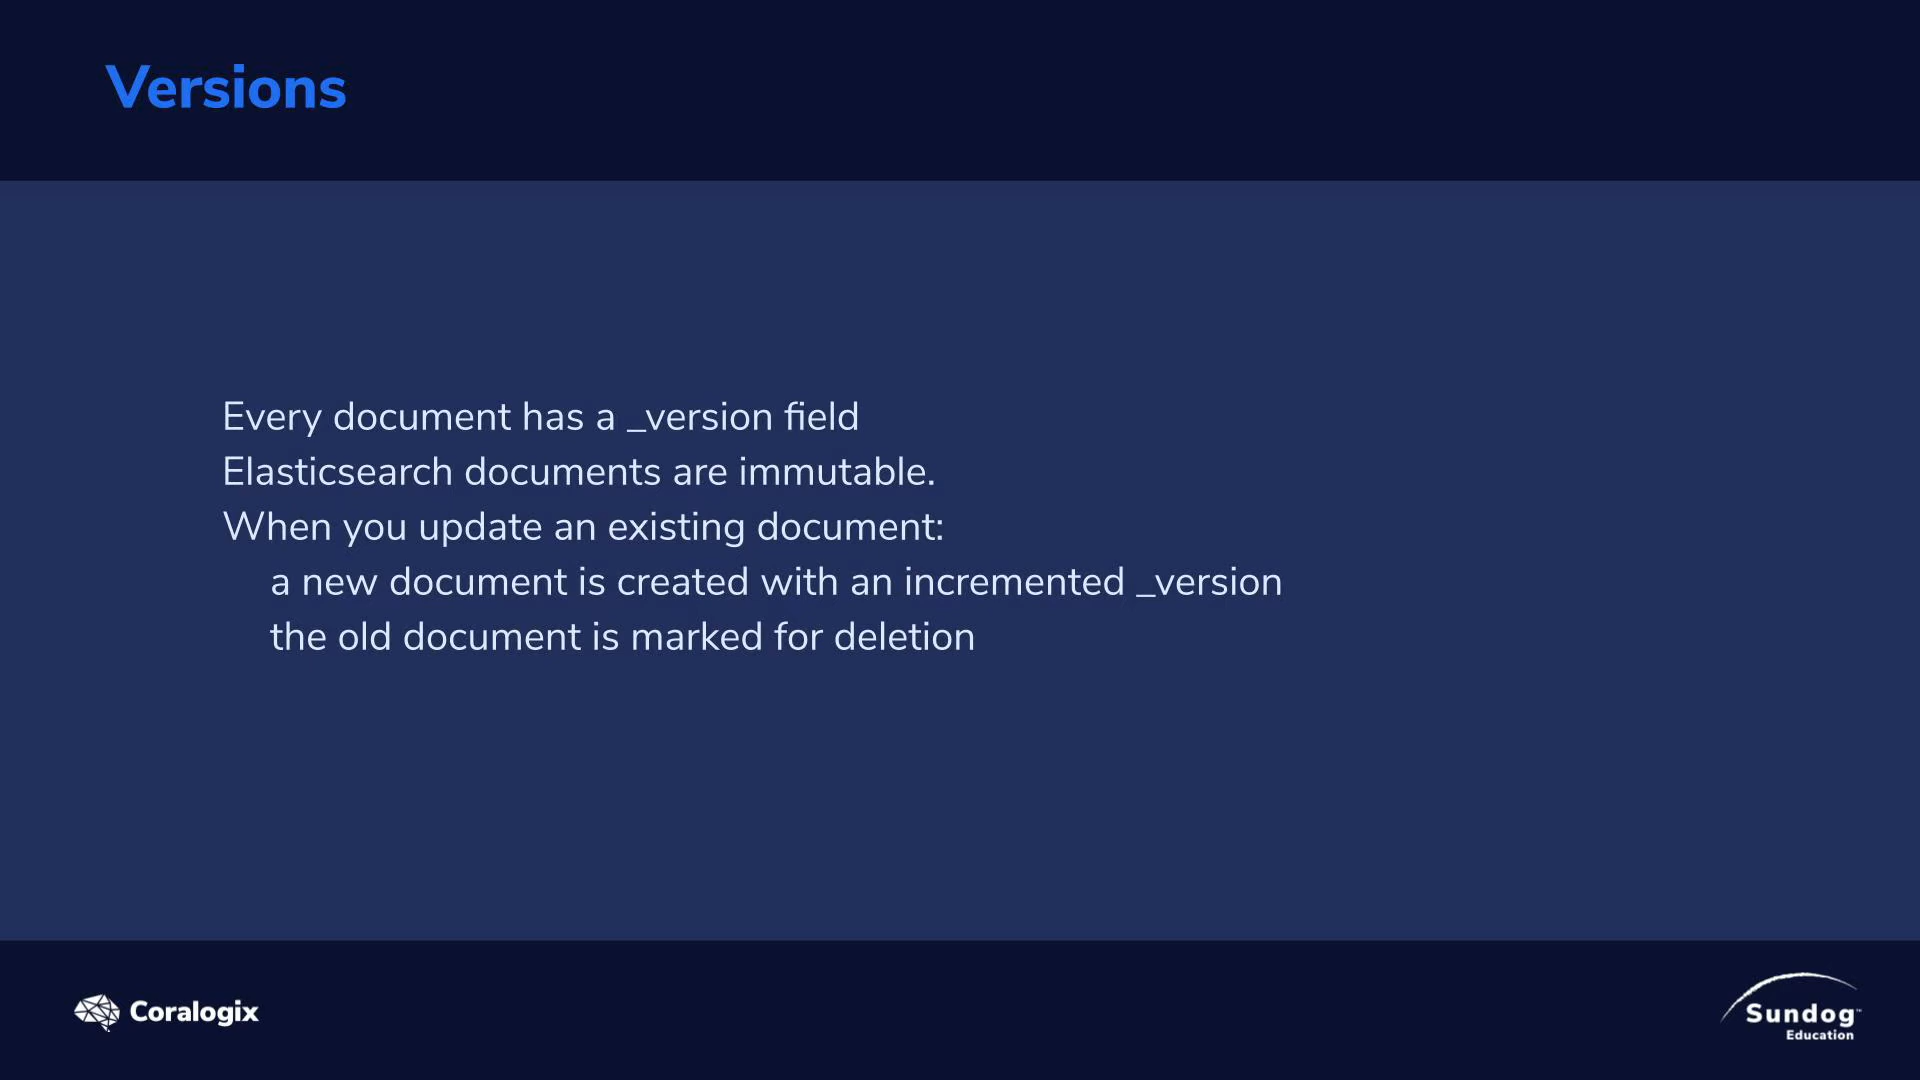 Versions
Every document has a _version field
Elasticsearch documents are immutable.
When you update an existing document:
a new document is created with an incremented _version
the old document is marked for deletion
Coralogix
Sundog™
Education